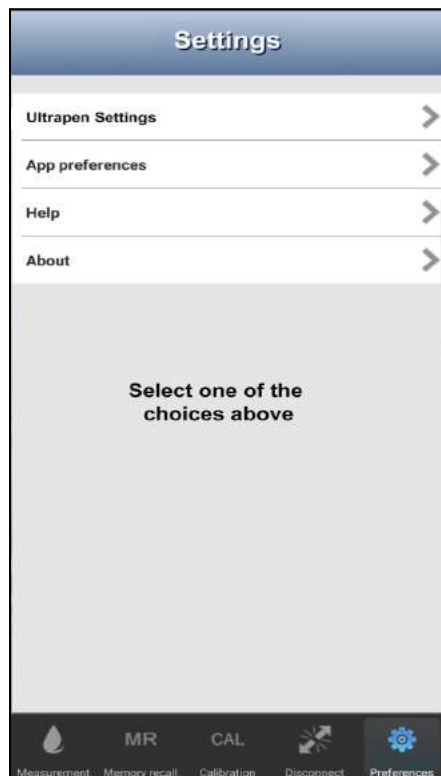 Settings
Ultrapen Settings
App preferences
Help
About
Select one of the
choices above
MR CAL
Measurement Memory recall Calibration Disconnect Preferences